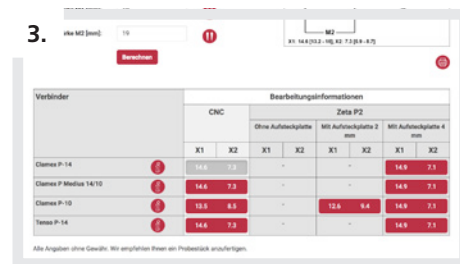 3.
rke M2 [mm]: 19
Berechnen
M2
X1: 14.6 [13.2 - 16], X2: 7.3 [5.9 - 8.7]
Verbinder Bearbeitungsinformationen
CNC Zeta P2
Ohne Aufsteckplatte Mit Aufsteckplatte 2 mm Mit Aufsteckplatte 4 mm
X1 X2 X1 X2 X1 X2 X1 X2
Clamex P-14 14.6 7.3 - - 14.9 7.1
Clamex P Medius 14/10 14.6 7.3 - - 14.9 7.1
Clamex P-10 13.5 8.5 - 12.6 9.4 14.9 7.1
Tenso P-14 14.6 7.3 - - 14.9 7.1
Alle Angaben ohne Gewähr. Wir empfehlen Ihnen ein Probestück anzufertigen.